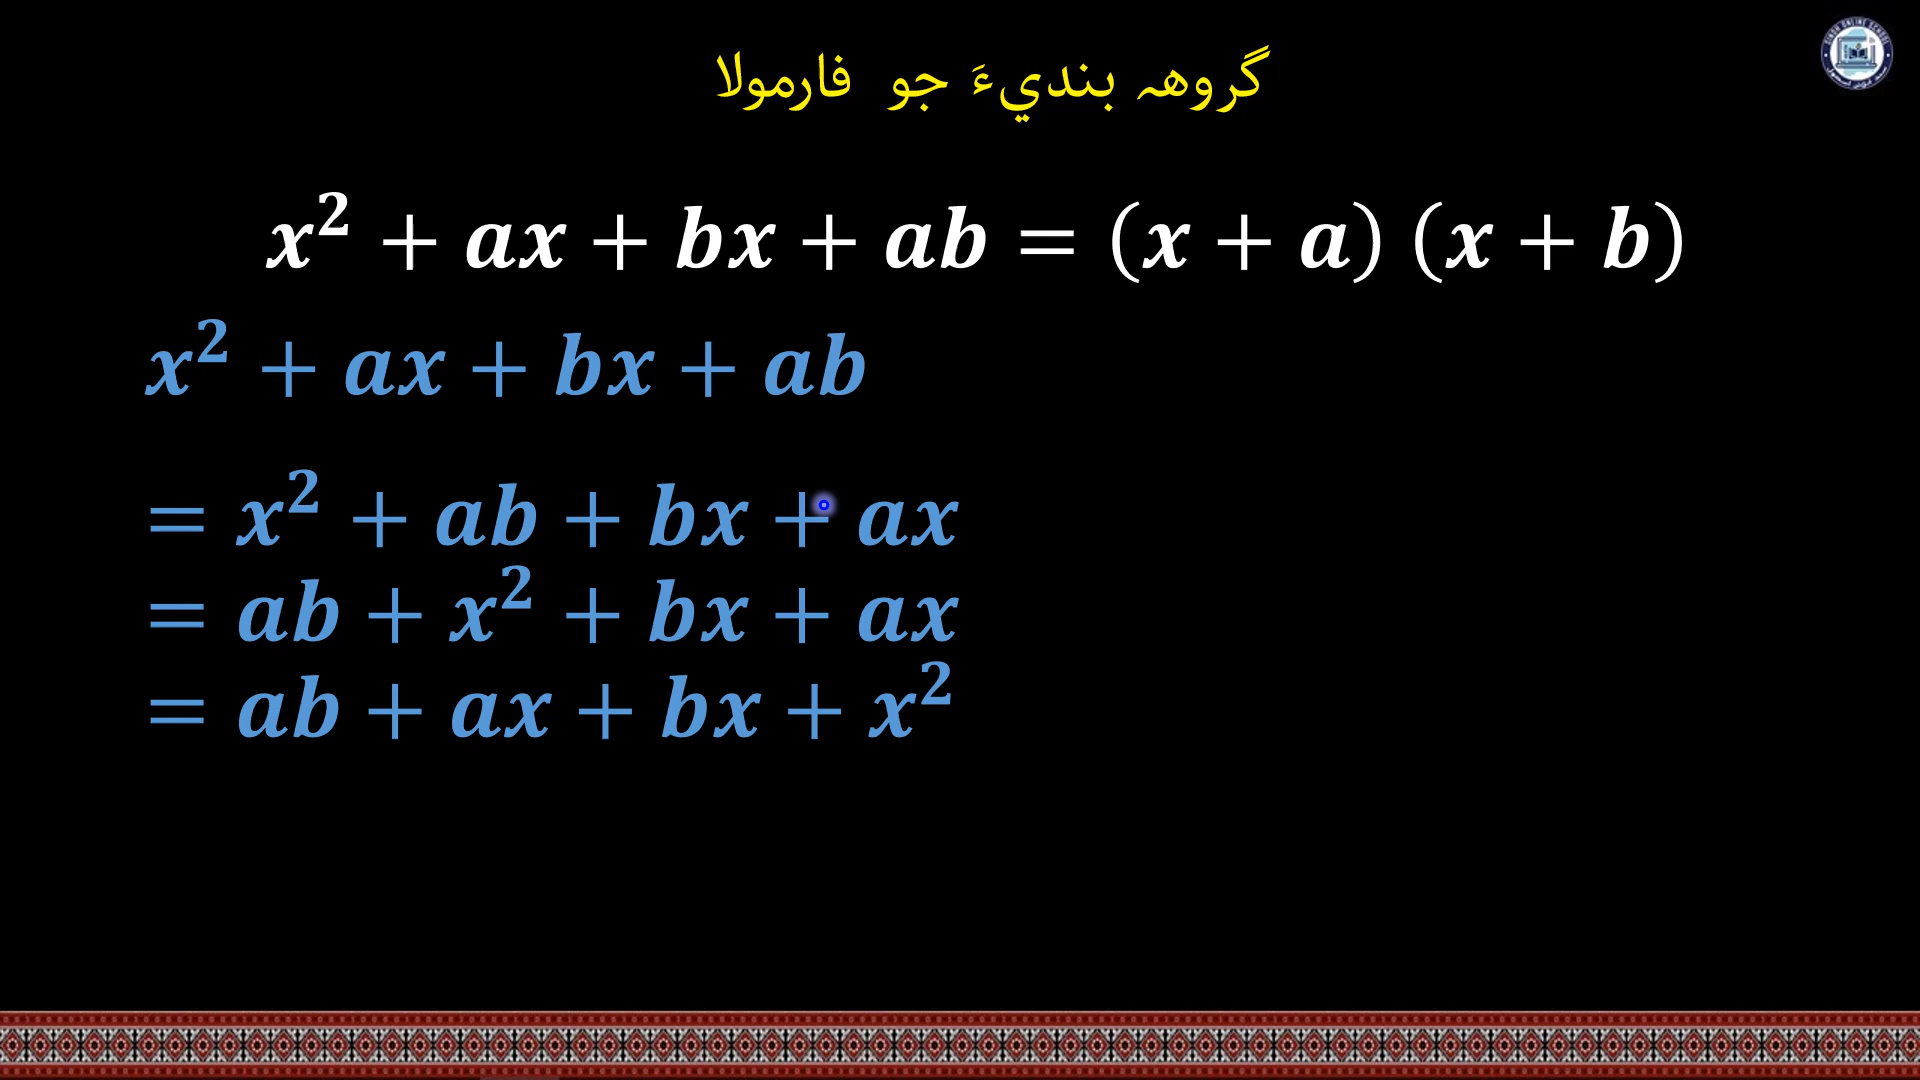 گروهہ بنديءَ جو فارمولا
x² + ax + bx + ab = (x + a) (x + b)
x² + ax + bx + ab
= x² + ab + bx + ax
= ab + x² + bx + ax
= ab + ax + bx + x²